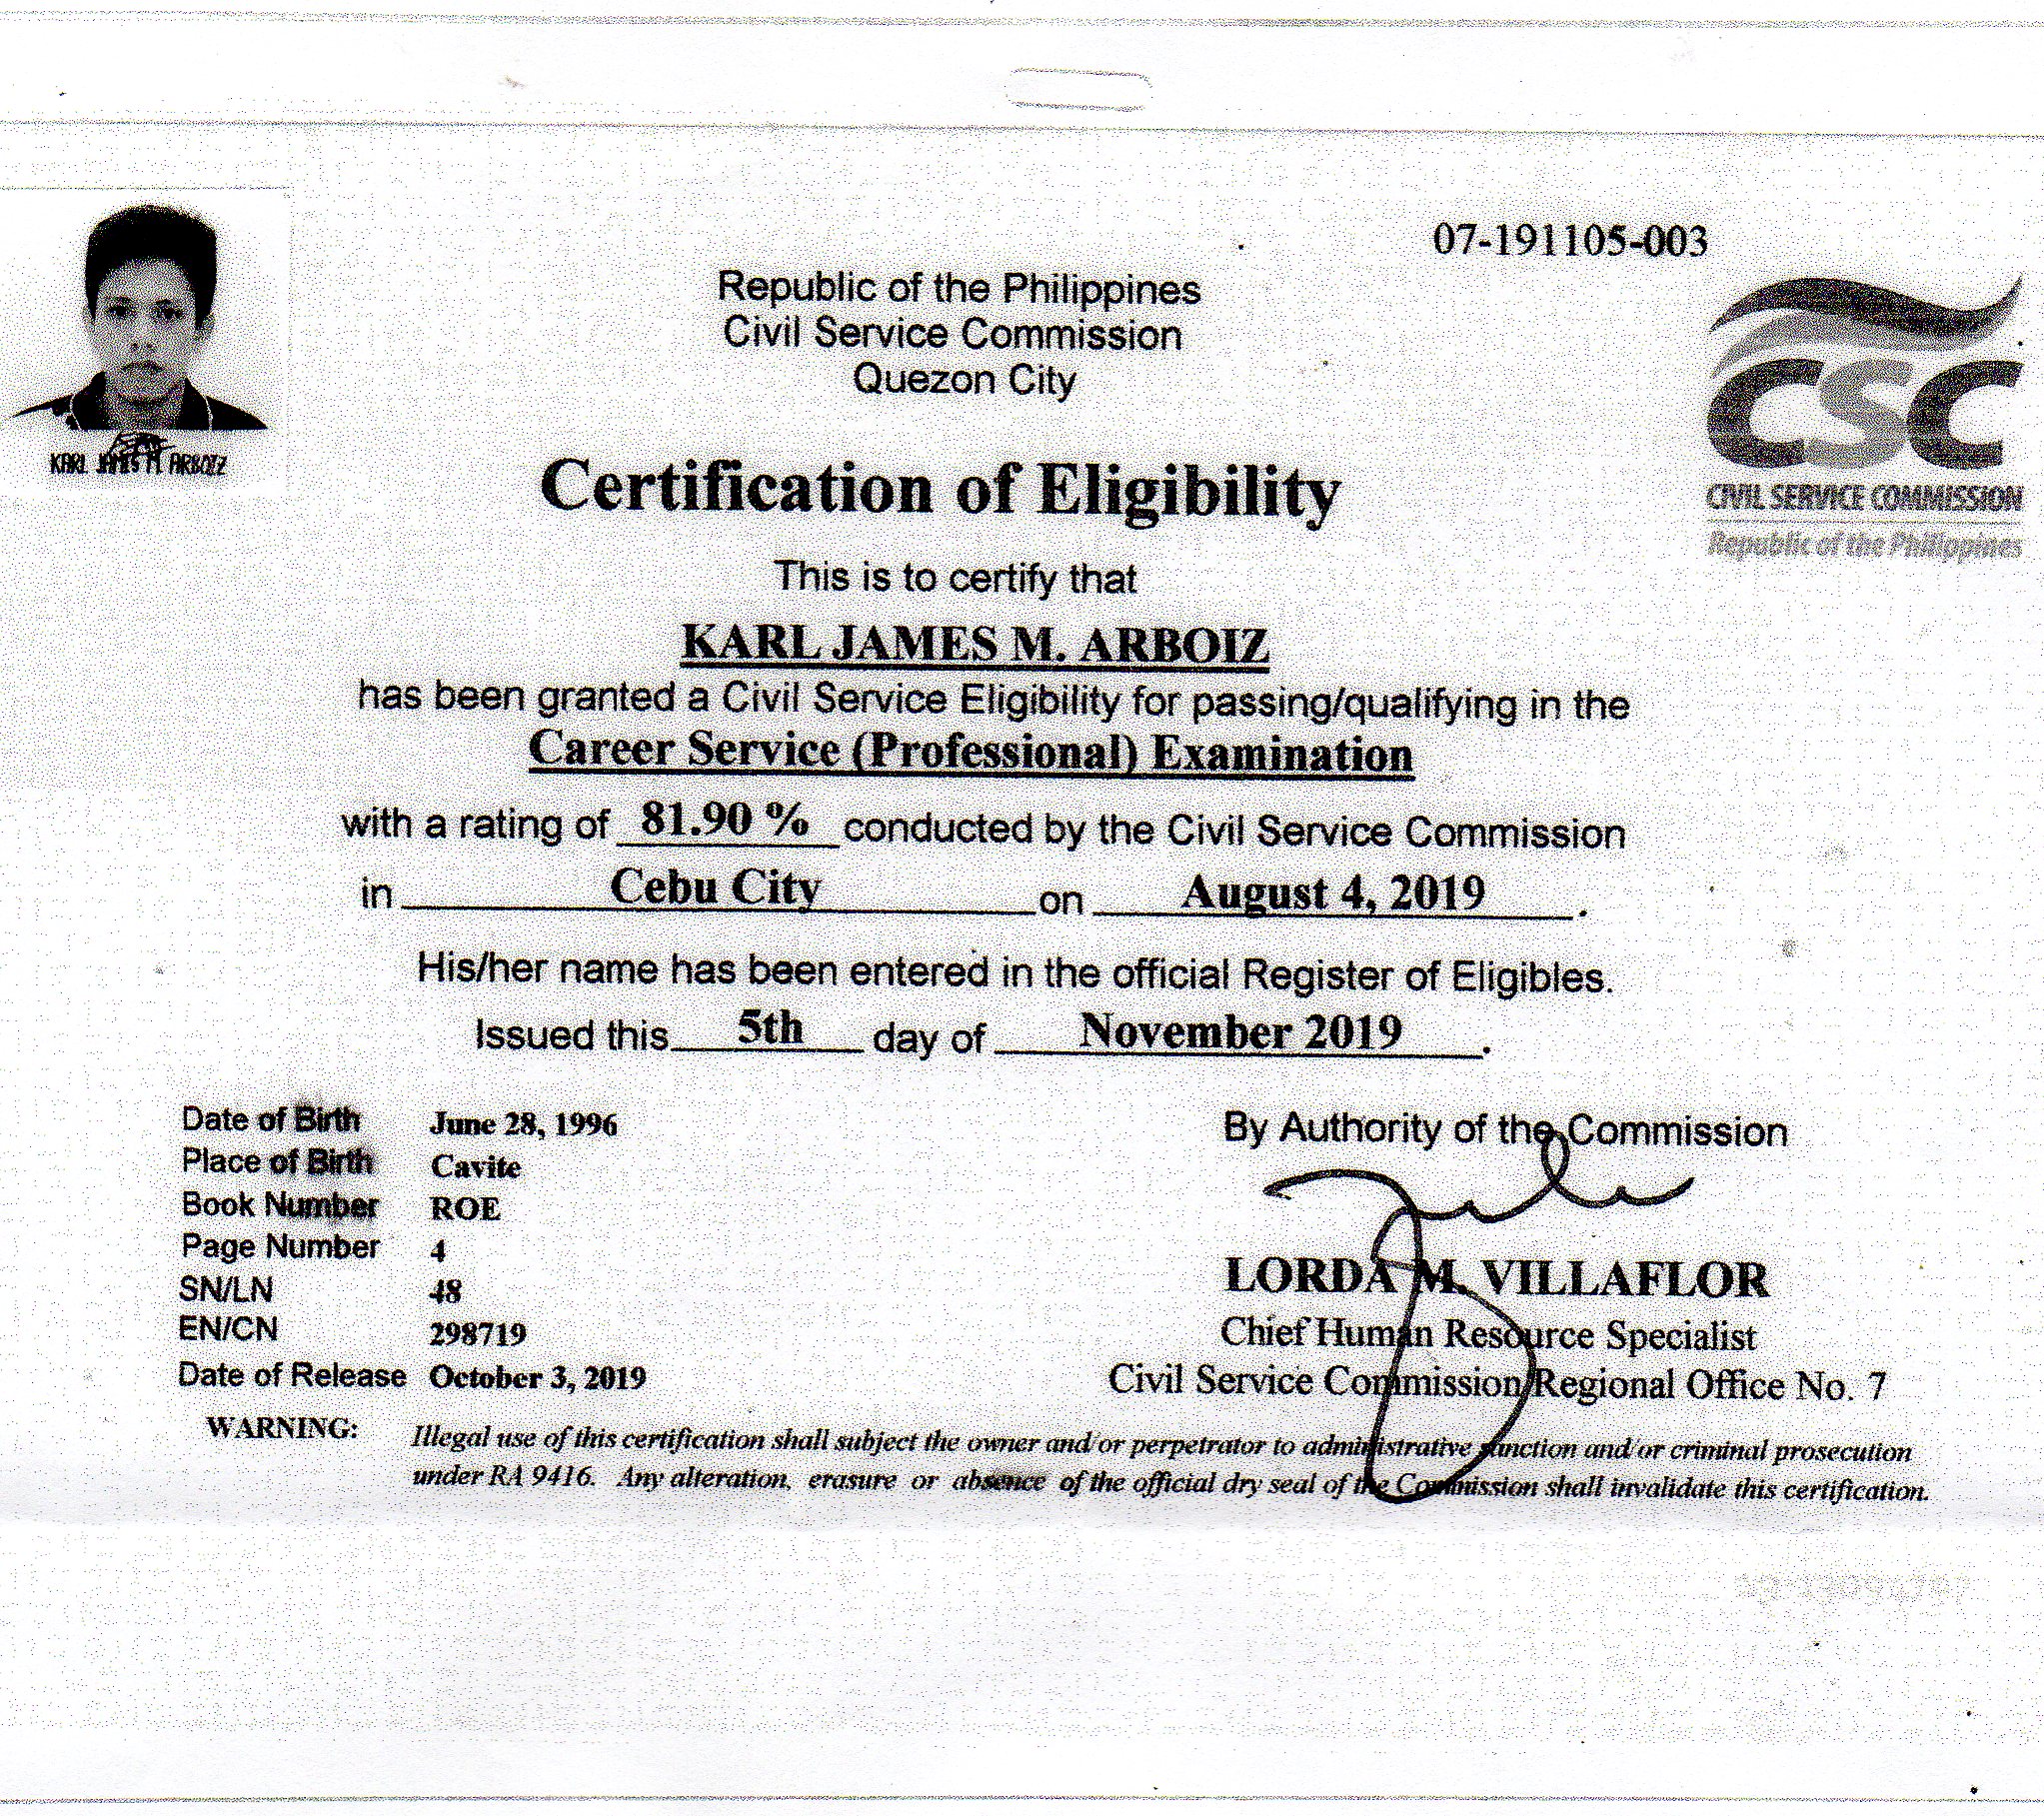 07-191105-003
Republic of the Philippines
Civil Service Commission
Quezon City
CSC
CIVIL SERVICE COMMISSION
Republic of the Philippines
KARL JAMES M. ARBOIZ
Certification of Eligibility
This is to certify that
KARL JAMES M. ARBOIZ
has been granted a Civil Service Eligibility for passing/qualifying in the
Career Service (Professional) Examination
with a rating of 81.90 % conducted by the Civil Service Commission
in Cebu City on August 4, 2019.
His/her name has been entered in the official Register of Eligibles.
Issued this 5th day of November 2019.
Date of Birth June 28, 1996
Place of Birth Cavite
Book Number ROE
Page Number 4
SN/LN 48
EN/CN 298719
Date of Release October 3, 2019
By Authority of the Commission
LORDA M. VILLAFLOR
Chief Human Resource Specialist
Civil Service Commission Regional Office No. 7
WARNING: Illegal use of this certification shall subject the owner and/or perpetrator to administrative sanction and/or criminal prosecution
under RA 9416. Any alteration, erasure or absence of the official dry seal of the Commission shall invalidate this certification.